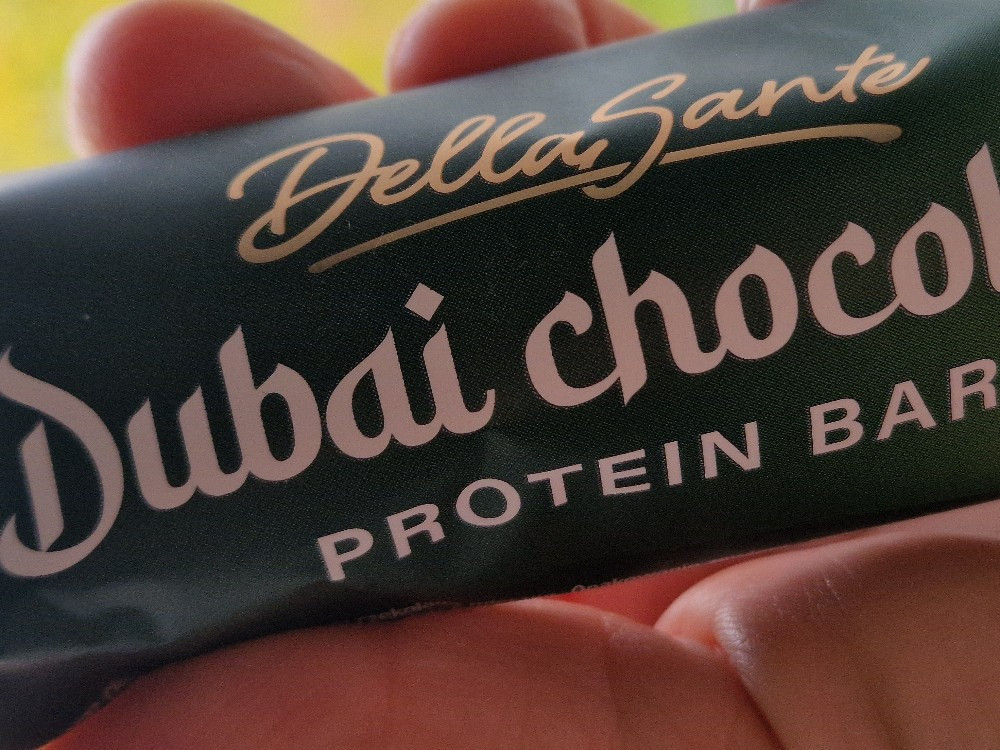 DellaSante
Dubai chocol
PROTEIN BAR